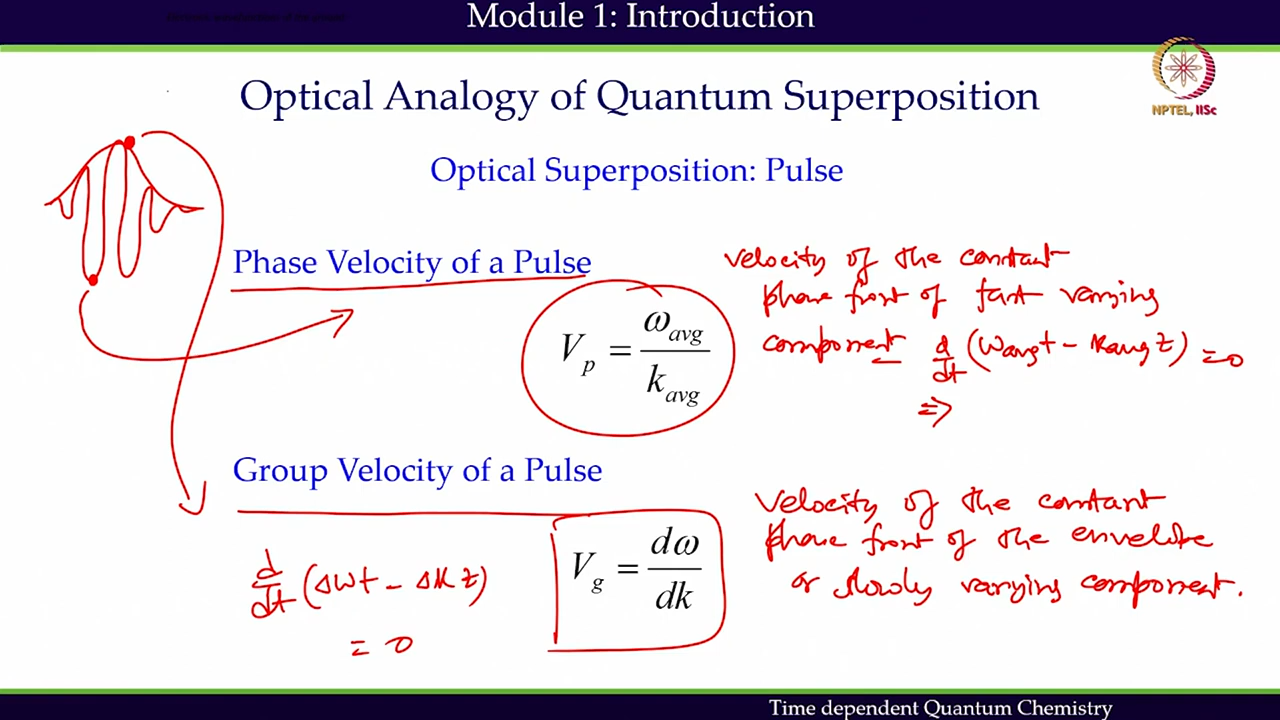 Module 1: Introduction
NPTEL, IISc
Optical Analogy of Quantum Superposition
Optical Superposition: Pulse
Phase Velocity of a Pulse
V_p = ω_avg / k_avg
velocity of the constant
phase front of fast varying
component d/dt (ω_avg t - k_avg z) = 0
⇒
Group Velocity of a Pulse
V_g = dω / dk
d/dt (Δωt - Δk z)
= 0
velocity of the constant
phase front of the envelope
or slowly varying component.
Time dependent Quantum Chemistry